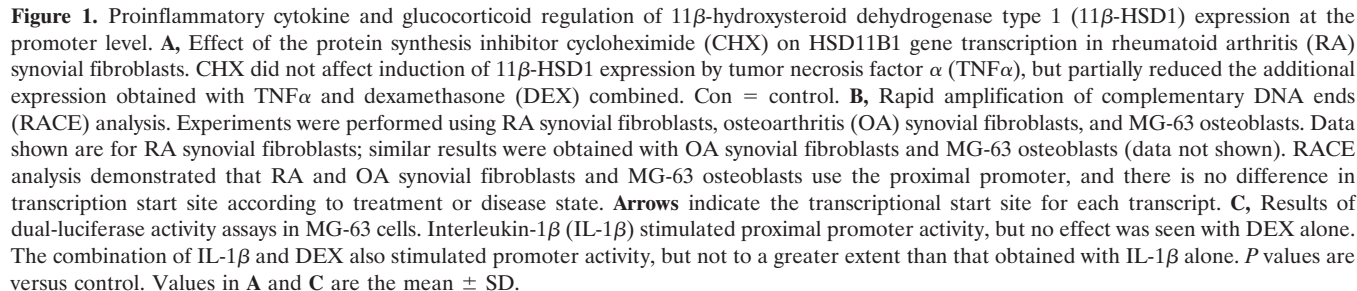 Figure 1. Proinflammatory cytokine and glucocorticoid regulation of 11β-hydroxysteroid dehydrogenase type 1 (11β-HSD1) expression at the
promoter level. A, Effect of the protein synthesis inhibitor cycloheximide (CHX) on HSD11B1 gene transcription in rheumatoid arthritis (RA)
synovial fibroblasts. CHX did not affect induction of 11β-HSD1 expression by tumor necrosis factor α (TNFα), but partially reduced the additional
expression obtained with TNFα and dexamethasone (DEX) combined. Con = control. B, Rapid amplification of complementary DNA ends
(RACE) analysis. Experiments were performed using RA synovial fibroblasts, osteoarthritis (OA) synovial fibroblasts, and MG-63 osteoblasts. Data
shown are for RA synovial fibroblasts; similar results were obtained with OA synovial fibroblasts and MG-63 osteoblasts (data not shown). RACE
analysis demonstrated that RA and OA synovial fibroblasts and MG-63 osteoblasts use the proximal promoter, and there is no difference in
transcription start site according to treatment or disease state. Arrows indicate the transcriptional start site for each transcript. C, Results of
dual-luciferase activity assays in MG-63 cells. Interleukin-1β (IL-1β) stimulated proximal promoter activity, but no effect was seen with DEX alone.
The combination of IL-1β and DEX also stimulated promoter activity, but not to a greater extent than that obtained with IL-1β alone. P values are
versus control. Values in A and C are the mean ± SD.